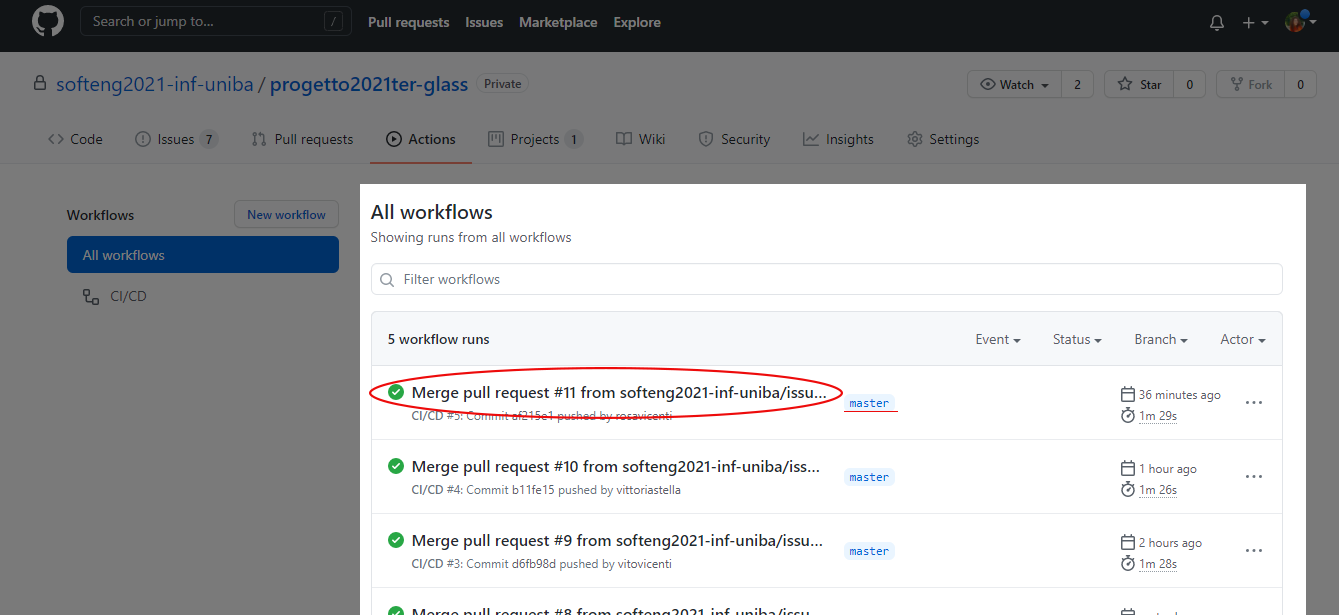 Search or jump to... / Pull requests Issues Marketplace Explore
softeng2021-inf-uniba / progetto2021ter-glass Private Watch 2 Star 0 Fork 0
Code Issues 7 Pull requests Actions Projects 1 Wiki Security Insights Settings
Workflows New workflow
All workflows
CI/CD
All workflows
Showing runs from all workflows
Filter workflows
5 workflow runs Event Status Branch Actor
Merge pull request #11 from softeng2021-inf-uniba/issu... master 36 minutes ago
CI/CD #5: Commit af215e1 pushed by rosavicenti 1m 29s
Merge pull request #10 from softeng2021-inf-uniba/iss... master 1 hour ago
CI/CD #4: Commit b11fe15 pushed by vittoriastella 1m 26s
Merge pull request #9 from softeng2021-inf-uniba/issu... master 2 hours ago
CI/CD #3: Commit d6fb98d pushed by vitovicenti 1m 28s
Merge pull request #8 from softeng2021-inf-uniba/issu...